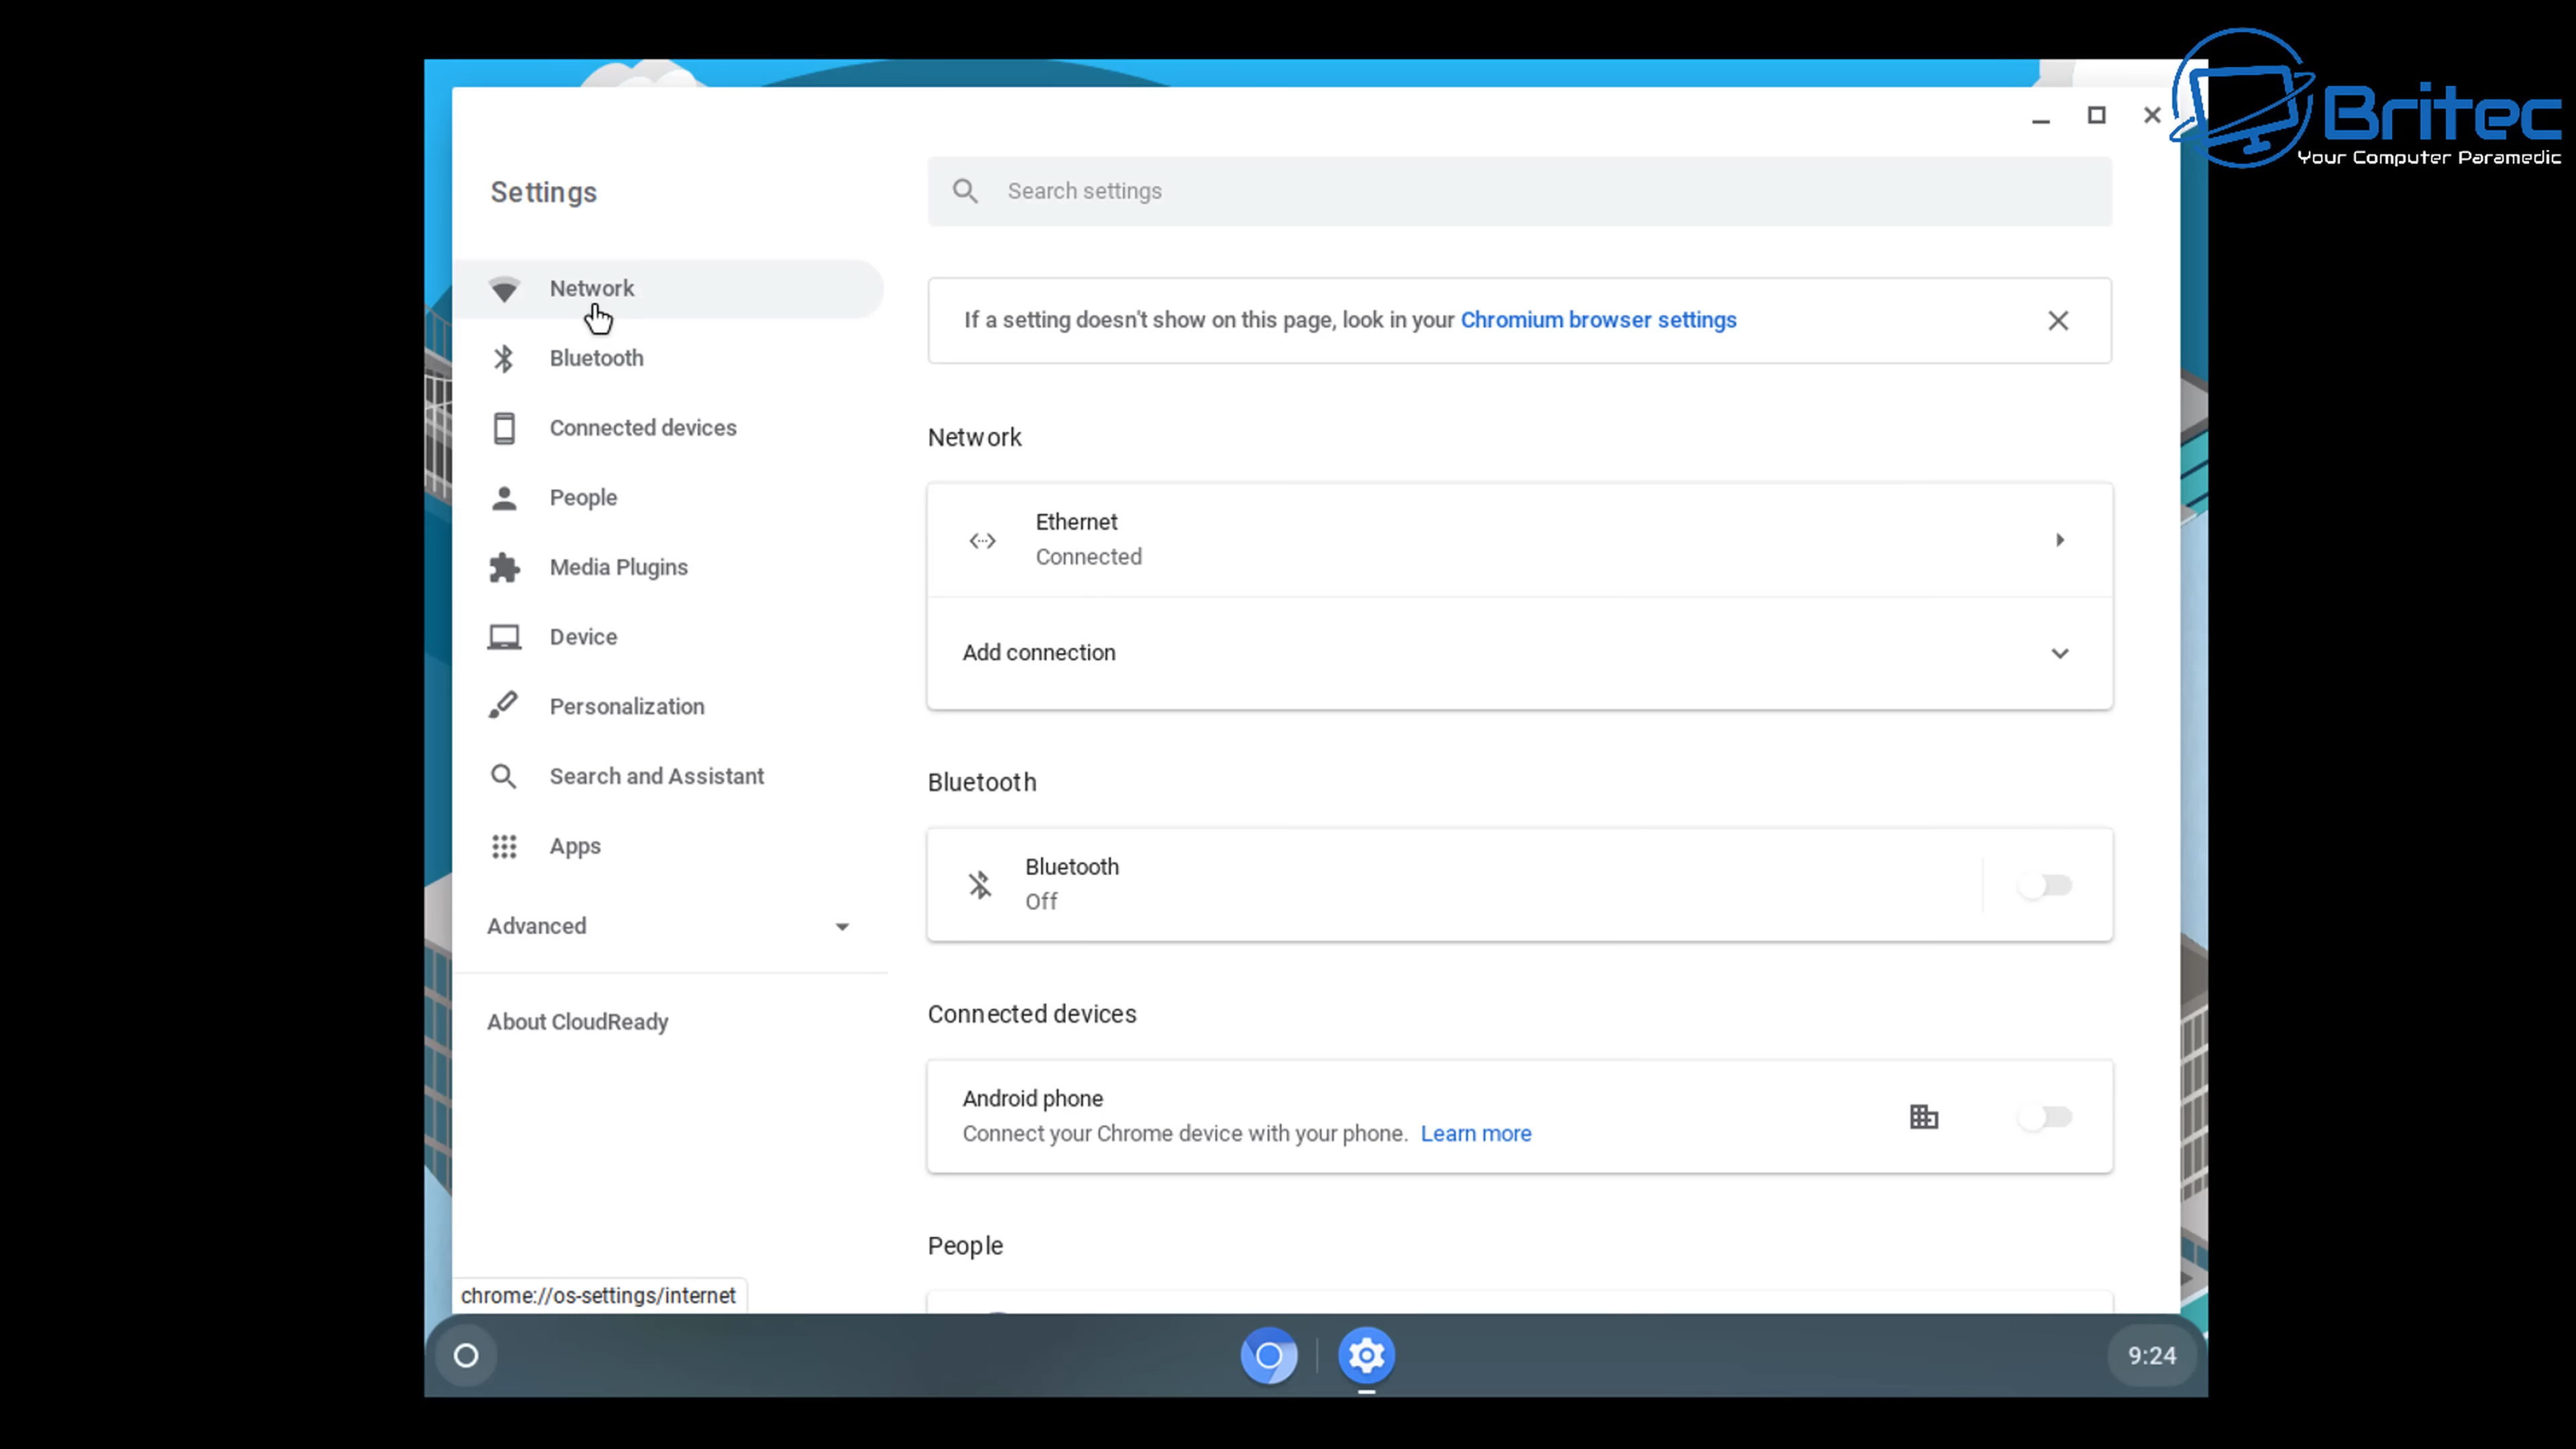 Britec
Your Computer Paramedic
Settings
Search settings
Network
Bluetooth
Connected devices
People
Media Plugins
Device
Personalization
Search and Assistant
Apps
Advanced
About CloudReady
chrome://os-settings/internet
If a setting doesn't show on this page, look in your Chromium browser settings
Network
Ethernet
Connected
Add connection
Bluetooth
Bluetooth
Off
Connected devices
Android phone
Connect your Chrome device with your phone. Learn more
People
9:24